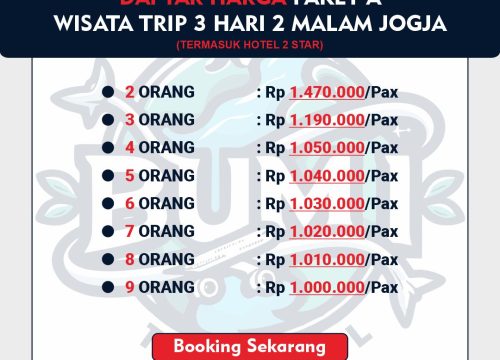 DAFTAR HARGA PAKET A
WISATA TRIP 3 HARI 2 MALAM JOGJA
(TERMASUK HOTEL 2 STAR)
2 ORANG : Rp 1.470.000/Pax
3 ORANG : Rp 1.190.000/Pax
4 ORANG : Rp 1.050.000/Pax
5 ORANG : Rp 1.040.000/Pax
6 ORANG : Rp 1.030.000/Pax
7 ORANG : Rp 1.020.000/Pax
8 ORANG : Rp 1.010.000/Pax
9 ORANG : Rp 1.000.000/Pax
BUMI
Booking Sekarang